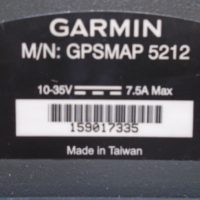 GARMIN
M/N: GPSMAP 5212
10-35V ⎓ 7.5A Max
159017335
Made in Taiwan